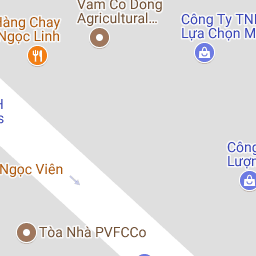 Hàng Chay
Ngọc Linh
Vam Co Dong
Agricultural...
Công Ty TN
Lựa Chọn M
H
s
Công
Lượn
Ngọc Viên
Tòa Nhà PVFCCo